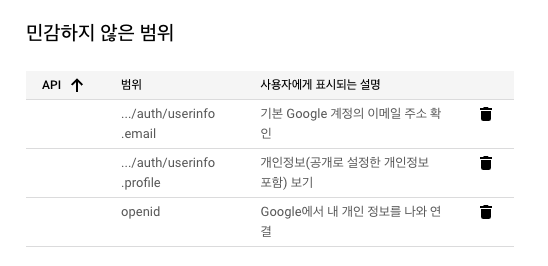 민감하지 않은 범위
API 범위 사용자에게 표시되는 설명
.../auth/userinfo 기본 Google 계정의 이메일 주소 확
.email 인
.../auth/userinfo 개인정보(공개로 설정한 개인정보
.profile 포함) 보기
openid Google에서 내 개인 정보를 나와 연
결